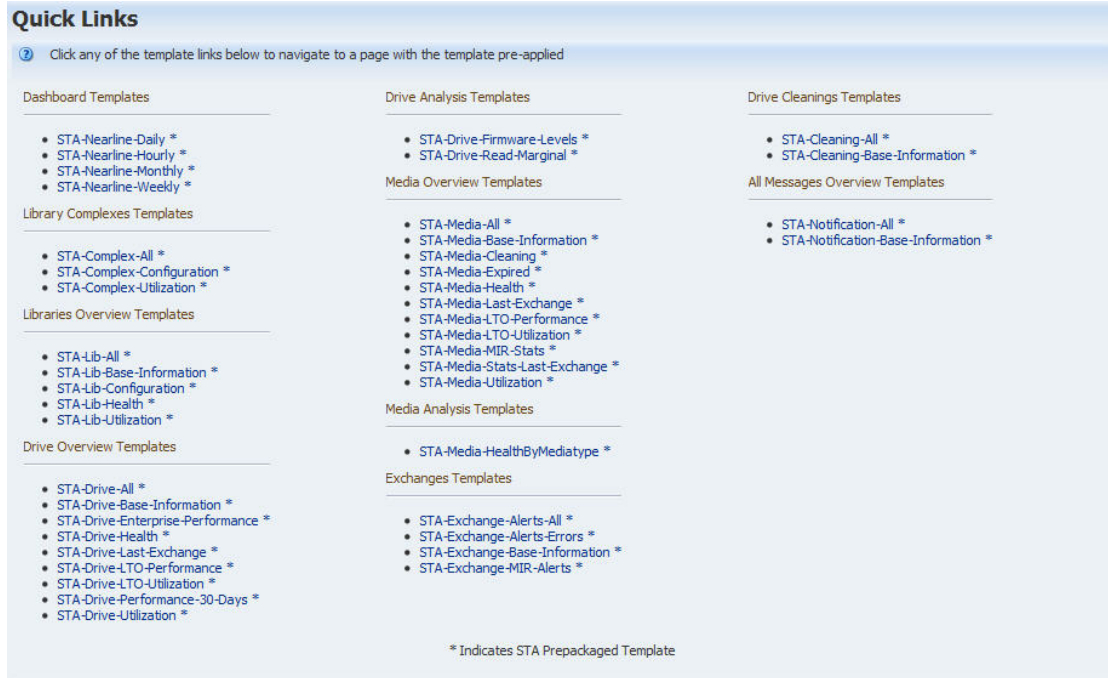 Quick Links
Click any of the template links below to navigate to a page with the template pre-applied
Dashboard Templates
STA-Nearline-Daily *
STA-Nearline-Hourly *
STA-Nearline-Monthly *
STA-Nearline-Weekly *
Library Complexes Templates
STA-Complex-All *
STA-Complex-Configuration *
STA-Complex-Utilization *
Libraries Overview Templates
STA-Lib-All *
STA-Lib-Base-Information *
STA-Lib-Configuration *
STA-Lib-Health *
STA-Lib-Utilization *
Drive Overview Templates
STA-Drive-All *
STA-Drive-Base-Information *
STA-Drive-Enterprise-Performance *
STA-Drive-Health *
STA-Drive-Last-Exchange *
STA-Drive-LTO-Performance *
STA-Drive-LTO-Utilization *
STA-Drive-Performance-30-Days *
STA-Drive-Utilization *
Drive Analysis Templates
STA-Drive-Firmware-Levels *
STA-Drive-Read-Marginal *
Media Overview Templates
STA-Media-All *
STA-Media-Base-Information *
STA-Media-Cleaning *
STA-Media-Expired *
STA-Media-Health *
STA-Media-Last-Exchange *
STA-Media-LTO-Performance *
STA-Media-LTO-Utilization *
STA-Media-MIR-Stats *
STA-Media-Stats-Last-Exchange *
STA-Media-Utilization *
Media Analysis Templates
STA-Media-HealthByMediatype *
Exchanges Templates
STA-Exchange-Alerts-All *
STA-Exchange-Alerts-Errors *
STA-Exchange-Base-Information *
STA-Exchange-MIR-Alerts *
Drive Cleanings Templates
STA-Cleaning-All *
STA-Cleaning-Base-Information *
All Messages Overview Templates
STA-Notification-All *
STA-Notification-Base-Information *
* Indicates STA Prepackaged Template